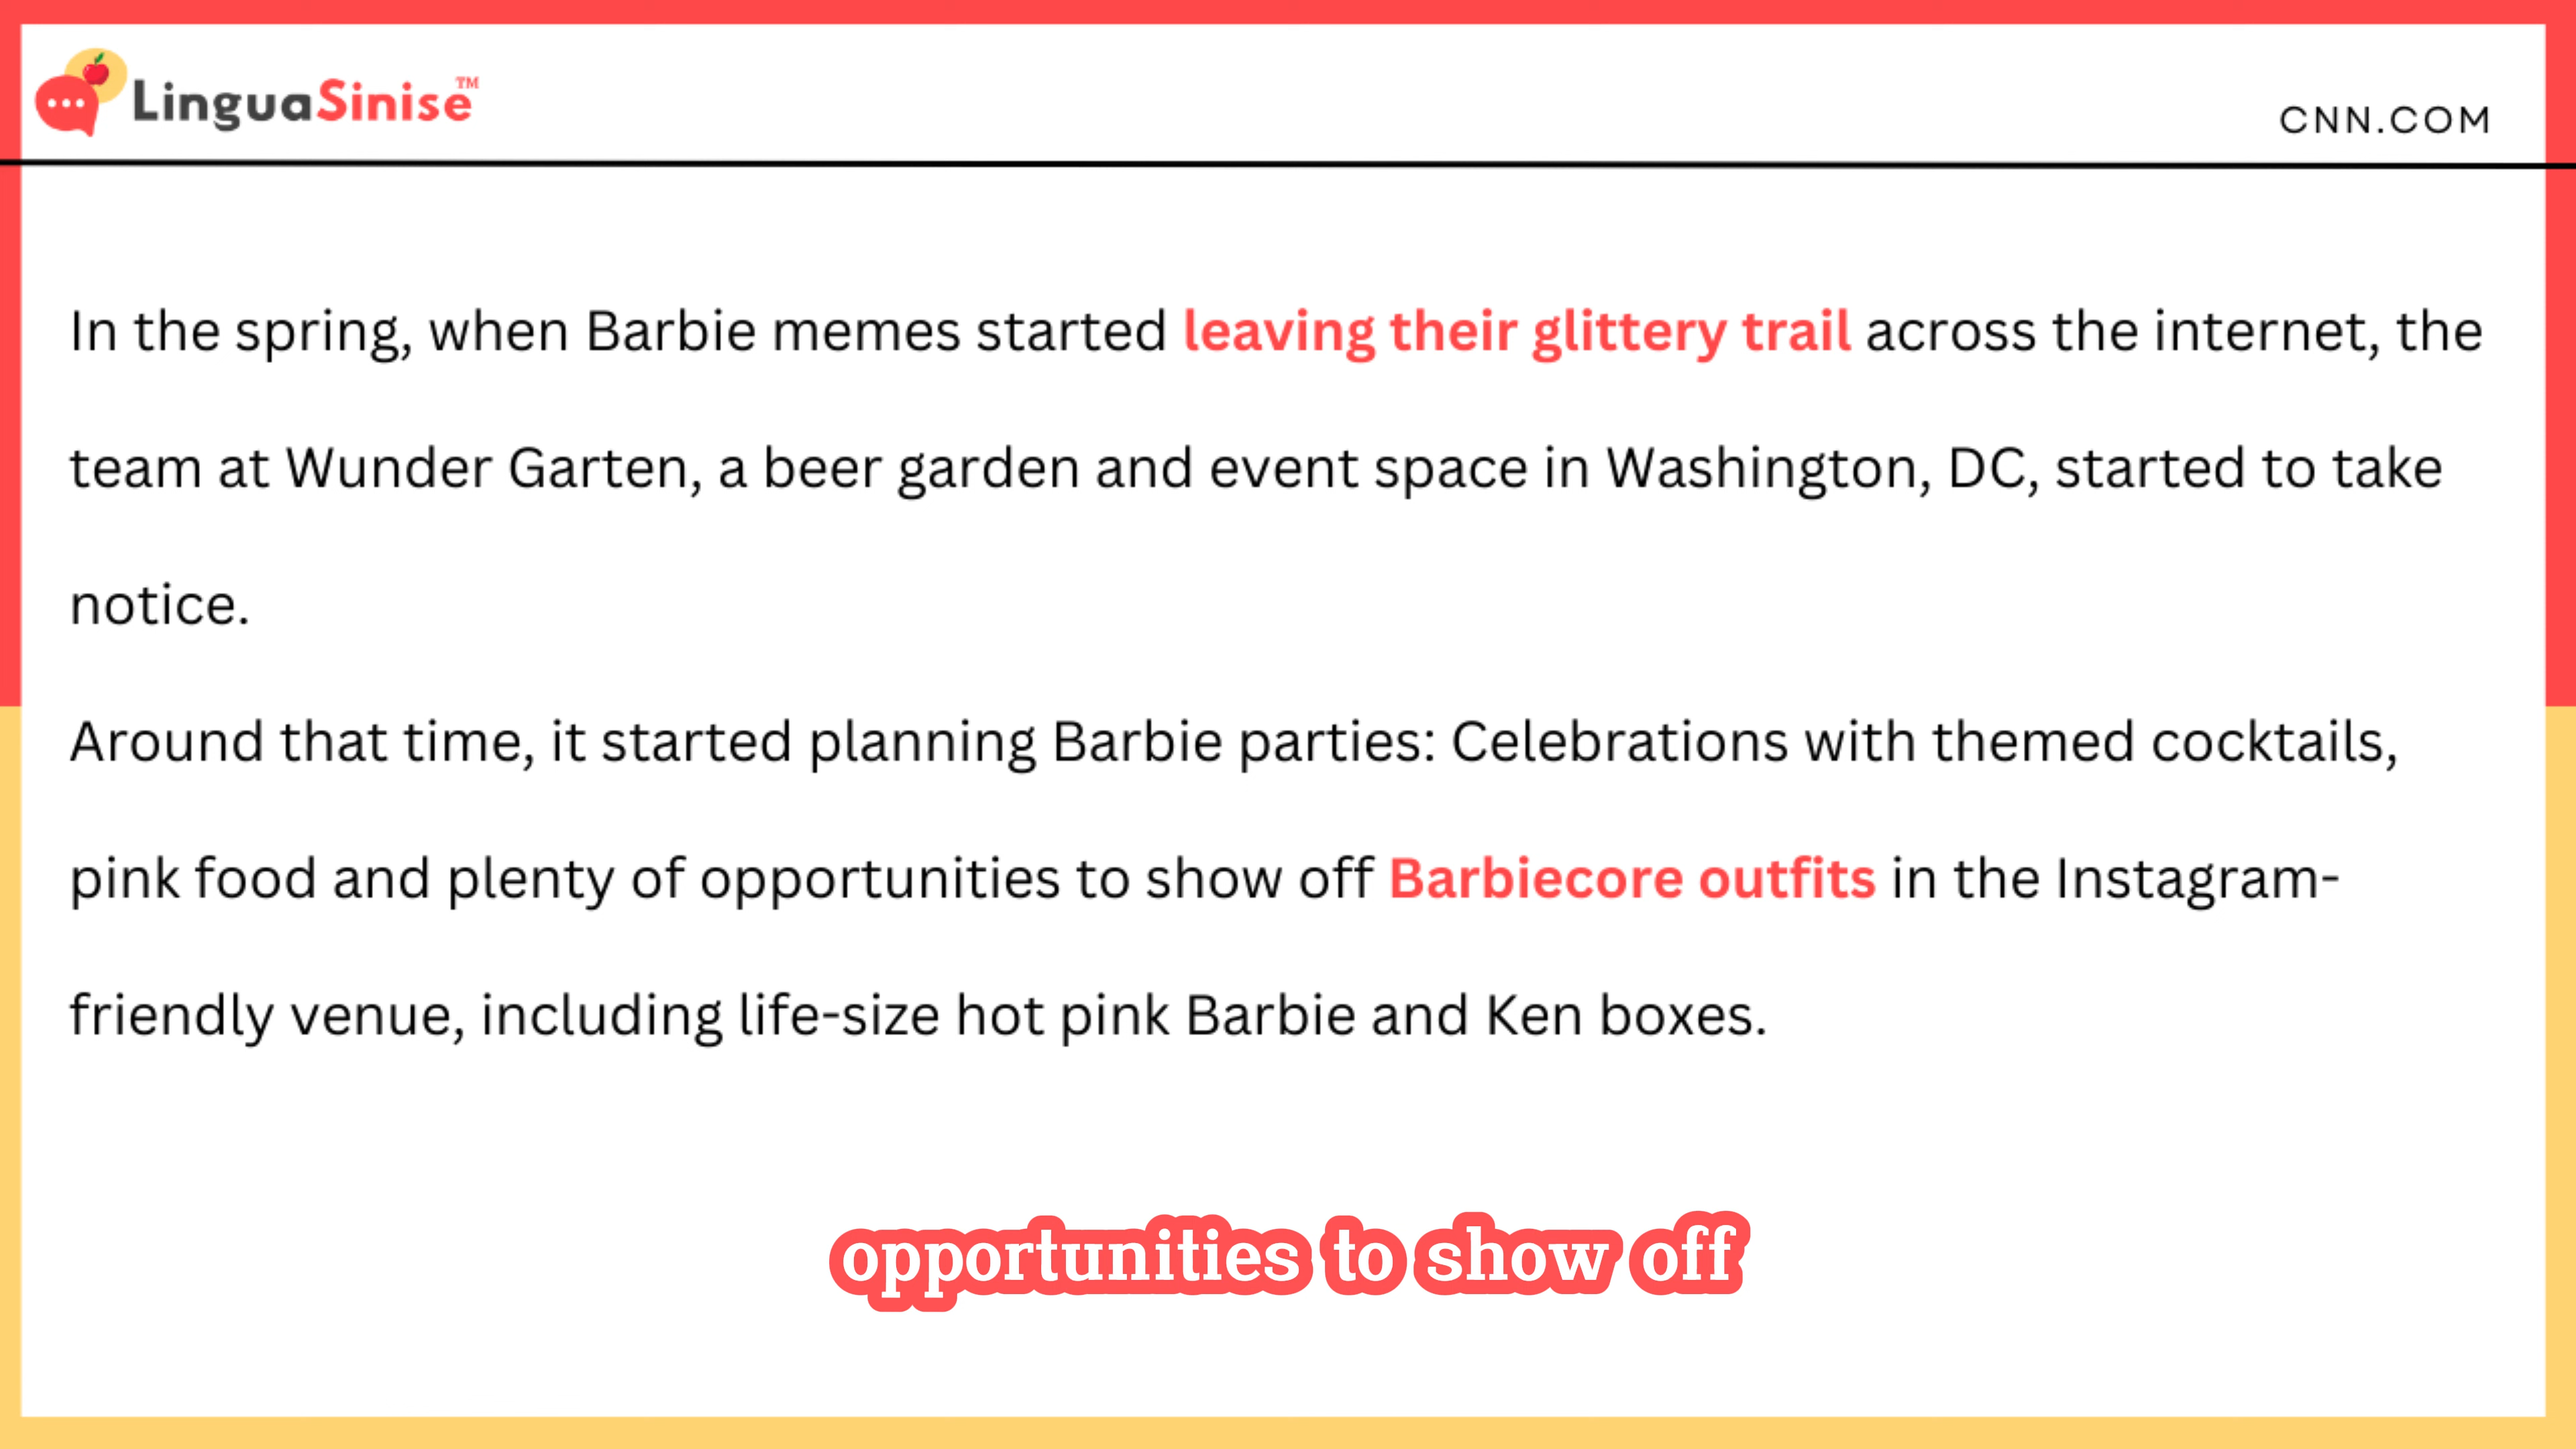 LinguaSinise™
CNN.COM
In the spring, when Barbie memes started leaving their glittery trail across the internet, the
team at Wunder Garten, a beer garden and event space in Washington, DC, started to take
notice.
Around that time, it started planning Barbie parties: Celebrations with themed cocktails,
pink food and plenty of opportunities to show off Barbiecore outfits in the Instagram-
friendly venue, including life-size hot pink Barbie and Ken boxes.
opportunities to show off